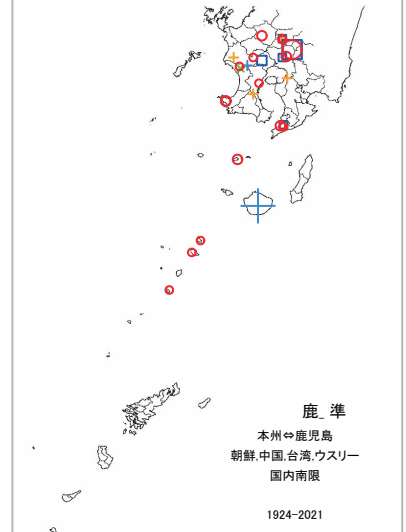 鹿_準
本州⇔鹿児島
朝鮮,中国,台湾,ウスリー
国内南限
1924-2021